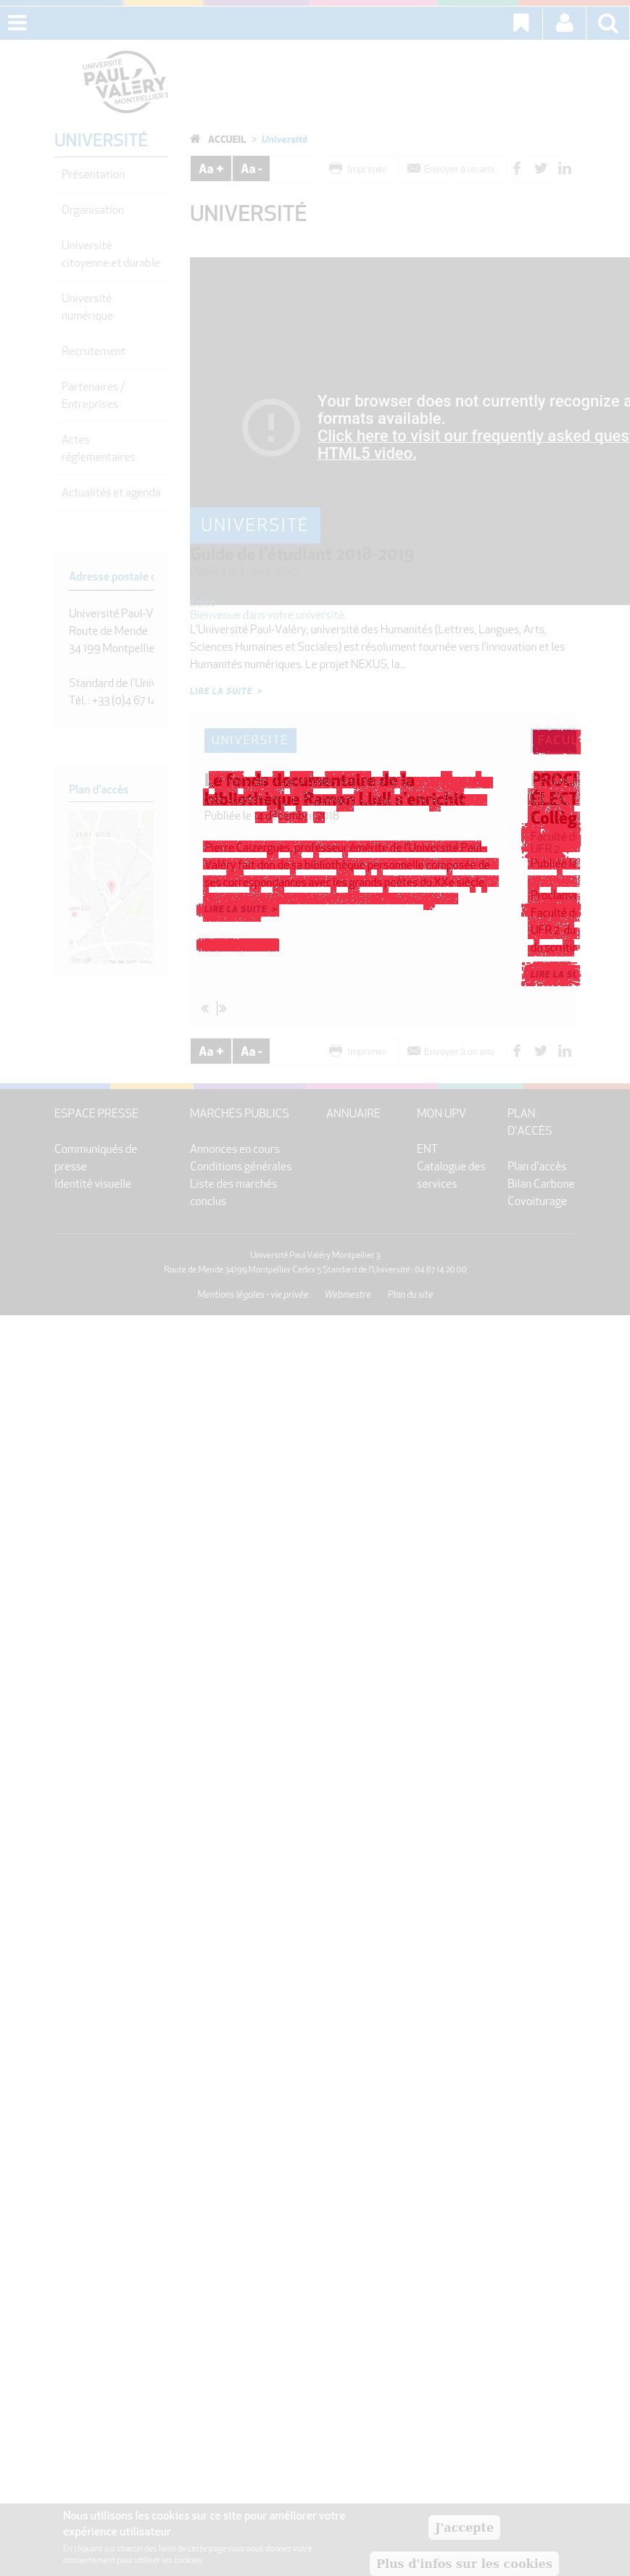 UNIVERSITÉ
PAUL
VALÉRY
MONTPELLIER 3
UNIVERSITÉ
ACCUEIL > Université
Aa + Aa - Imprimer Envoyer à un ami
Présentation
Organisation
Université
citoyenne et durable
Université
numérique
Recrutement
Partenaires /
Entreprises
Actes
réglementaires
Actualités et agenda
Adresse postale
Université Paul-V
Route de Mende
34 199 Montpellie
Standard de l'Univ
Tél. : +33 (0)4 67 14
Plan d'accès
UNIVERSITÉ
Your browser does not currently recognize a
formats available.
Click here to visit our frequently asked ques
HTML5 video.
UNIVERSITÉ
Guide de l'étudiant 2018-2019
Bienvenue dans votre université.
L'Université Paul-Valéry, université des Humanités (Lettres, Langues, Arts,
Sciences Humaines et Sociales) est résolument tournée vers l'innovation et les
Humanités numériques. Le projet NEXUS, la...
LIRE LA SUITE >
UNIVERSITÉ
Le fonds documentaire de la
bibliothèque Ramon Llull s'enrichit
Publiée le 14 décembre 2018
Pierre Caizergues, professeur émérite de l'Université Paul-
Valéry fait don de sa bibliothèque personnelle composée de
ses correspondances avec les grands poètes du XXe siècle
LIRE LA SUITE >
FACUL
PROCL
ELECT
Collèg
Faculté d
UFR 2
Publiée le
Proclam
Faculté d
UFR 2 du
du scrutin
LIRE LA SU
« | »
Aa + Aa - Imprimer Envoyer à un ami
ESPACE PRESSE
Communiqués de
presse
Identité visuelle
MARCHÉS PUBLICS
Annonces en cours
Conditions générales
Liste des marchés
conclus
ANNUAIRE
MON UPV
ENT
Catalogue des
services
PLAN
D'ACCÈS
Plan d'accès
Bilan Carbone
Covoiturage
Université Paul Valéry Montpellier 3
Route de Mende 34199 Montpellier Cedex 5 Standard de l'Université : 04 67 14 20 00
Mentions légales - vie privée Webmestre Plan du site
Nous utilisons les cookies sur ce site pour améliorer votre
expérience utilisateur
En cliquant sur chacun des liens de cette page vous nous donnez votre
consentement pour utiliser les cookies.
J'accepte
Plus d'infos sur les cookies